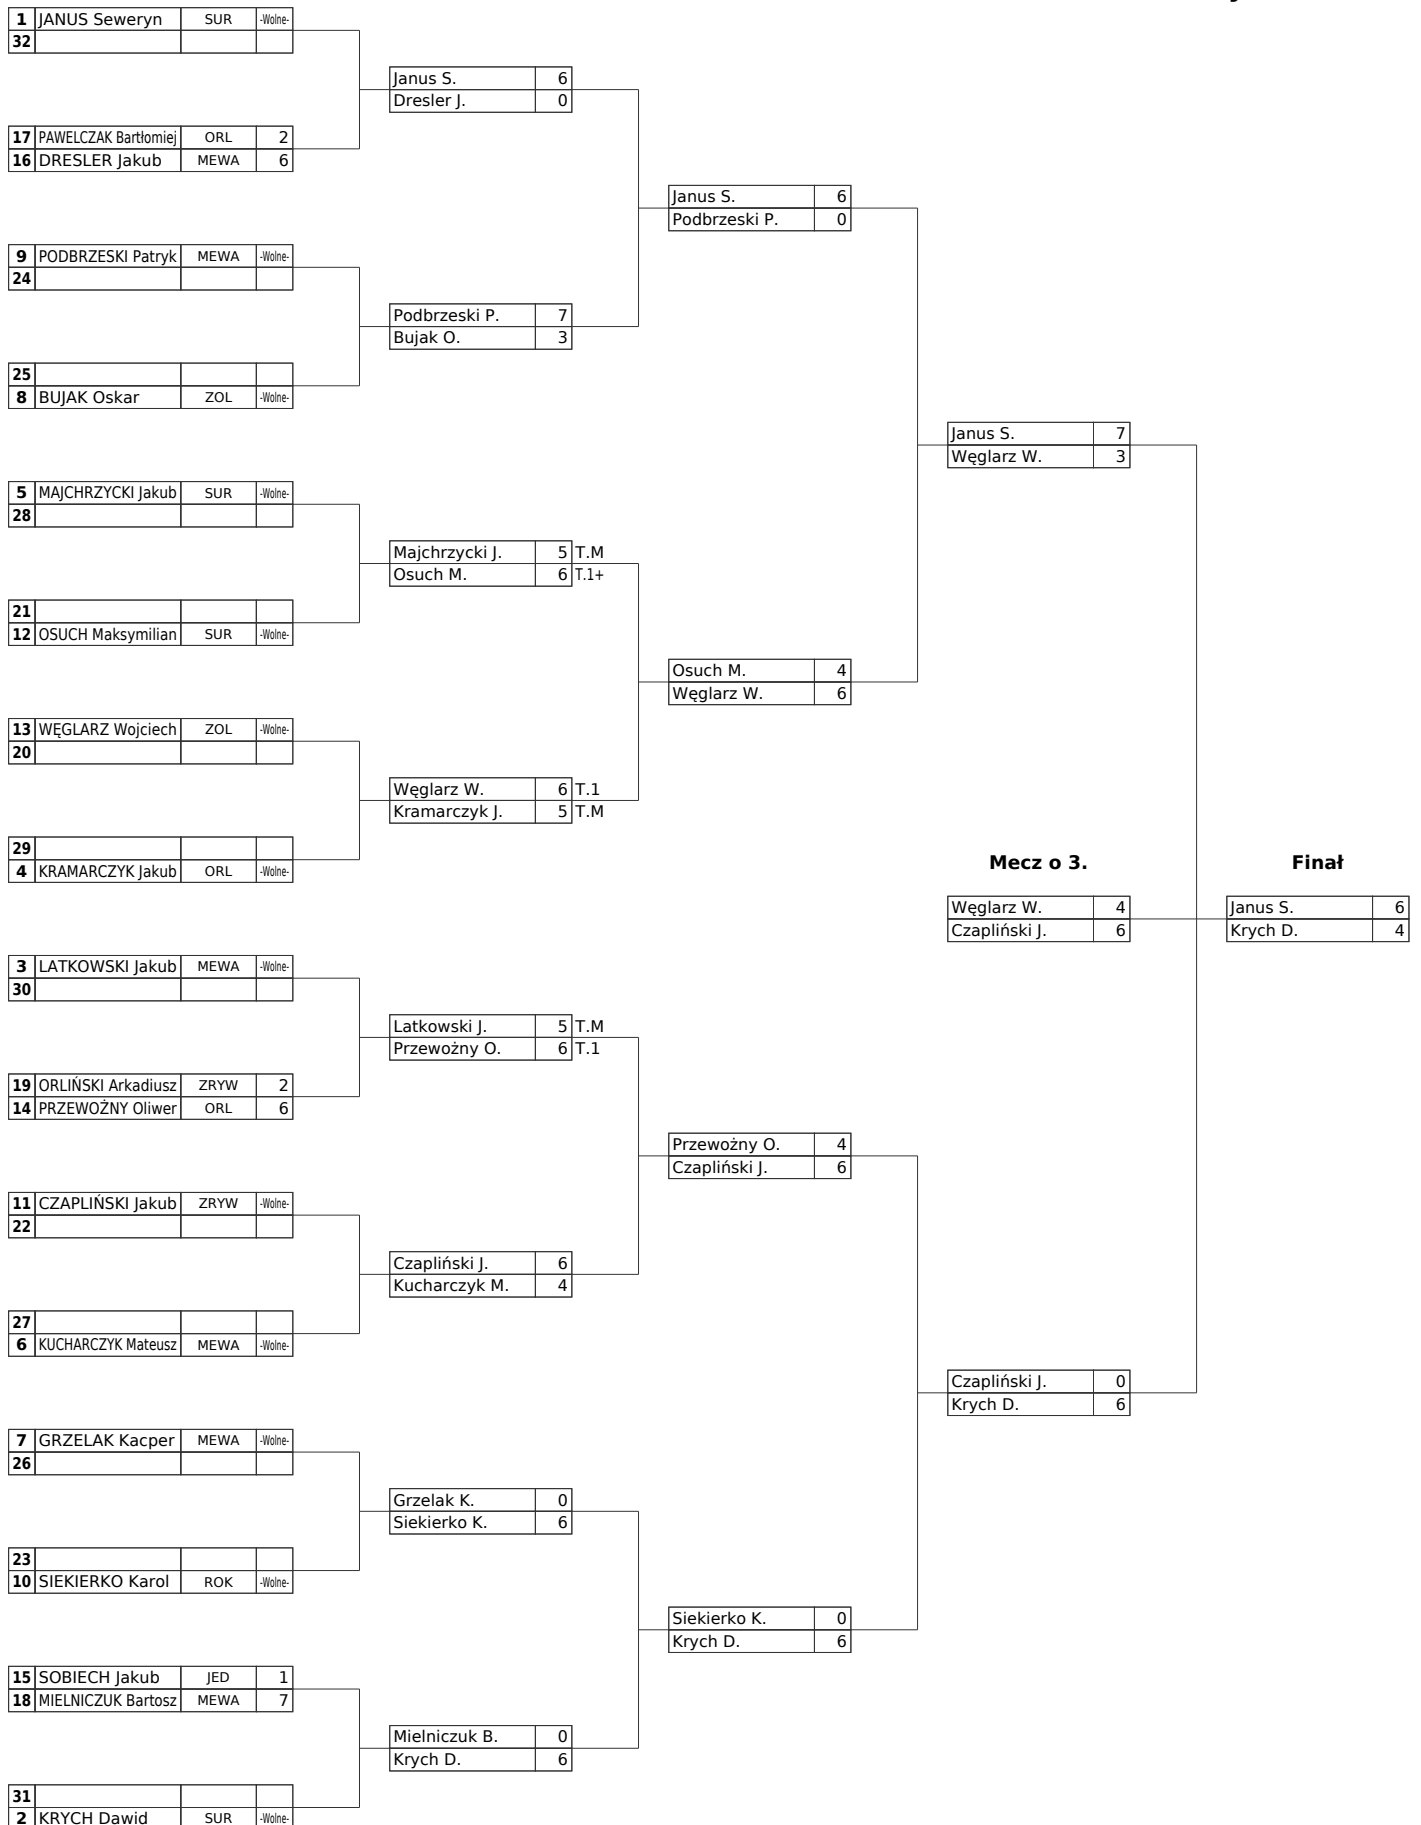 1 JANUS Seweryn SUR -Wolne-
32
Janus S. 6
Dresler J. 0
17 PAWELCZAK Bartłomiej ORL 2
16 DRESLER Jakub MEWA 6
Janus S. 6
Podbrzeski P. 0
9 PODBRZESKI Patryk MEWA -Wolne-
24
Podbrzeski P. 7
Bujak O. 3
25
8 BUJAK Oskar ZOL -Wolne-
Janus S. 7
Węglarz W. 3
5 MAJCHRZYCKI Jakub SUR -Wolne-
28
Majchrzycki J. 5 T.M
Osuch M. 6 T.1+
21
12 OSUCH Maksymilian SUR -Wolne-
Osuch M. 4
Węglarz W. 6
13 WĘGLARZ Wojciech ZOL -Wolne-
20
Węglarz W. 6 T.1
Kramarczyk J. 5 T.M
29
4 KRAMARCZYK Jakub ORL -Wolne-
Mecz o 3. Finał
Węglarz W. 4 Janus S. 6
Czapliński J. 6 Krych D. 4
3 LATKOWSKI Jakub MEWA -Wolne-
30
Latkowski J. 5 T.M
Przewożny O. 6 T.1
19 ORLIŃSKI Arkadiusz ZRYW 2
14 PRZEWOŻNY Oliwer ORL 6
Przewożny O. 4
Czapliński J. 6
11 CZAPLIŃSKI Jakub ZRYW -Wolne-
22
Czapliński J. 6
Kucharczyk M. 4
27
6 KUCHARCZYK Mateusz MEWA -Wolne-
Czapliński J. 0
Krych D. 6
7 GRZELAK Kacper MEWA -Wolne-
26
Grzelak K. 0
Siekierko K. 6
23
10 SIEKIERKO Karol ROK -Wolne-
Siekierko K. 0
Krych D. 6
15 SOBIECH Jakub JED 1
18 MIELNICZUK Bartosz MEWA 7
Mielniczuk B. 0
Krych D. 6
31
2 KRYCH Dawid SUR -Wolne-